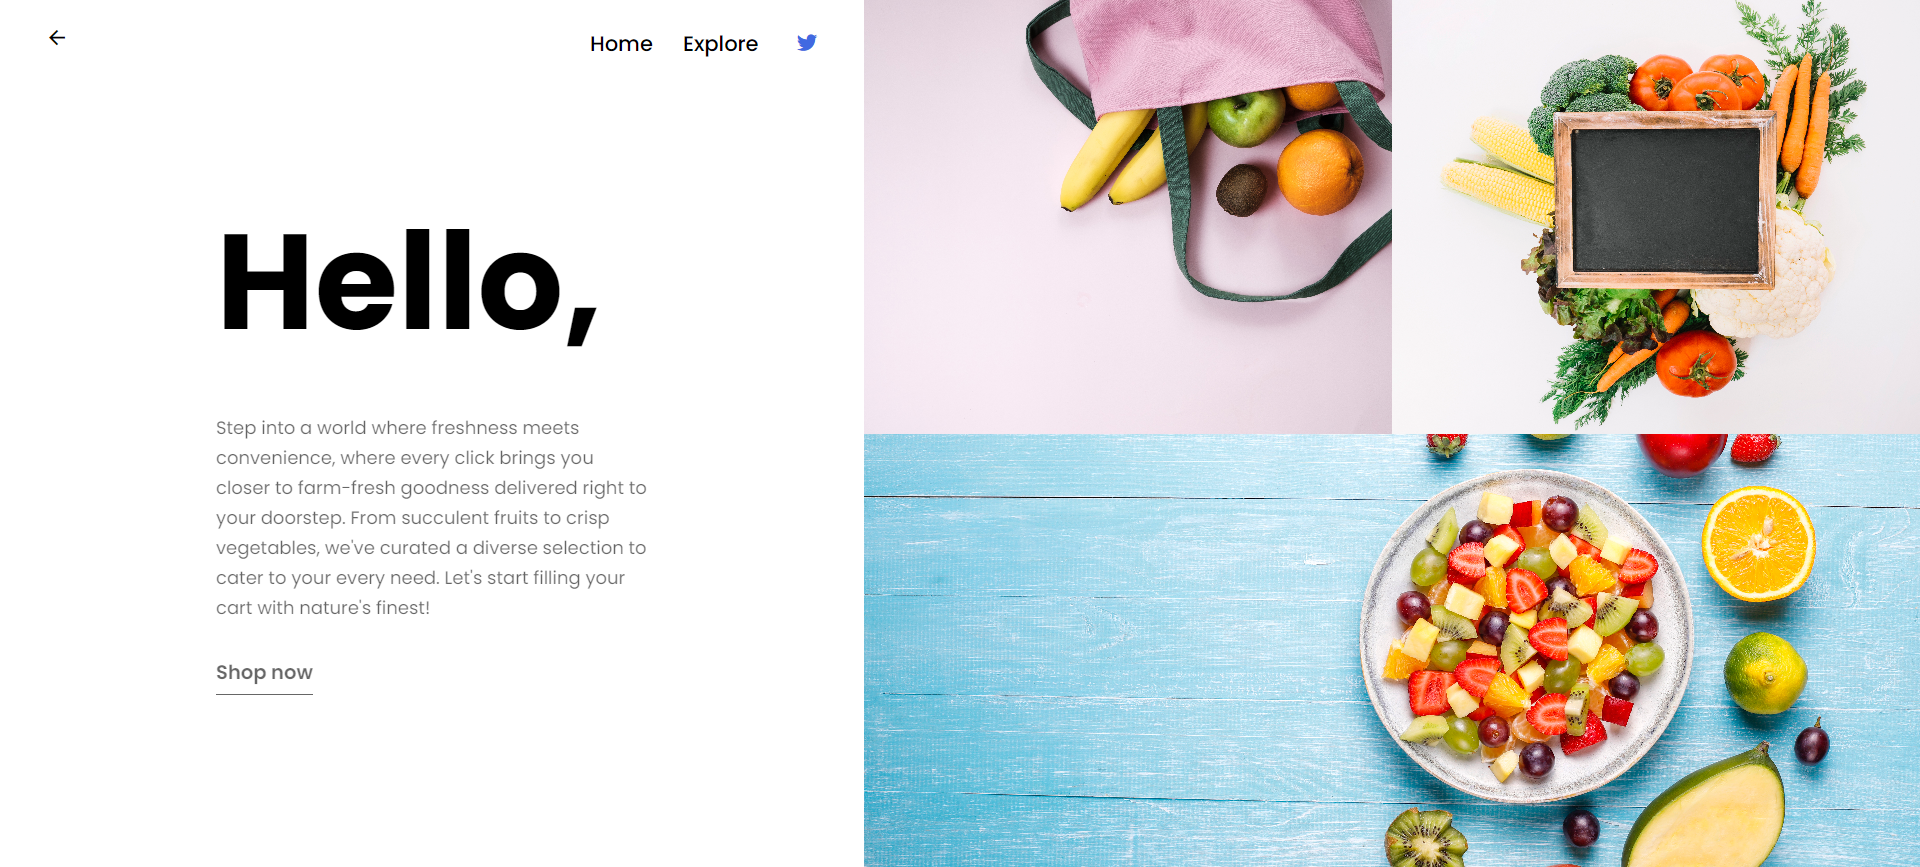 Home Explore
Hello,
Step into a world where freshness meets
convenience, where every click brings you
closer to farm-fresh goodness delivered right to
your doorstep. From succulent fruits to crisp
vegetables, we've curated a diverse selection to
cater to your every need. Let's start filling your
cart with nature's finest!
Shop now